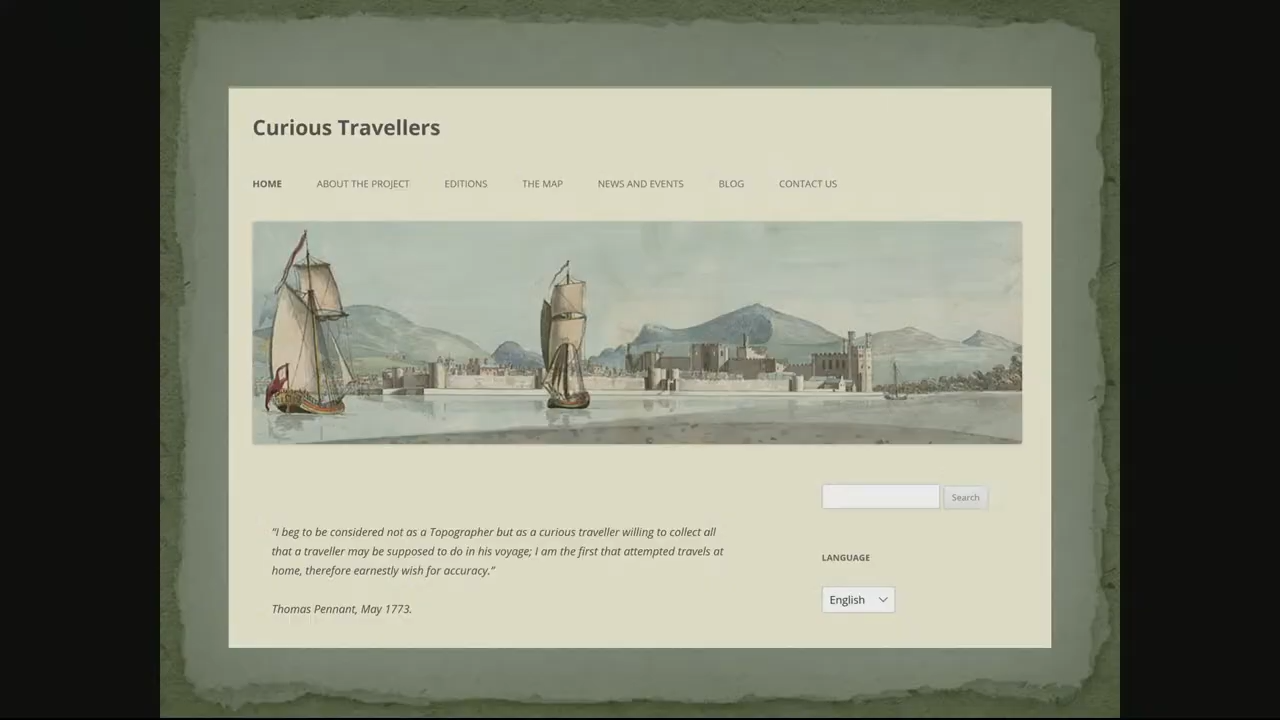 Curious Travellers
HOME ABOUT THE PROJECT EDITIONS THE MAP NEWS AND EVENTS BLOG CONTACT US
Search
“I beg to be considered not as a Topographer but as a curious traveller willing to collect all
that a traveller may be supposed to do in his voyage; I am the first that attempted travels at
home, therefore earnestly wish for accuracy.”
Thomas Pennant, May 1773.
LANGUAGE
English